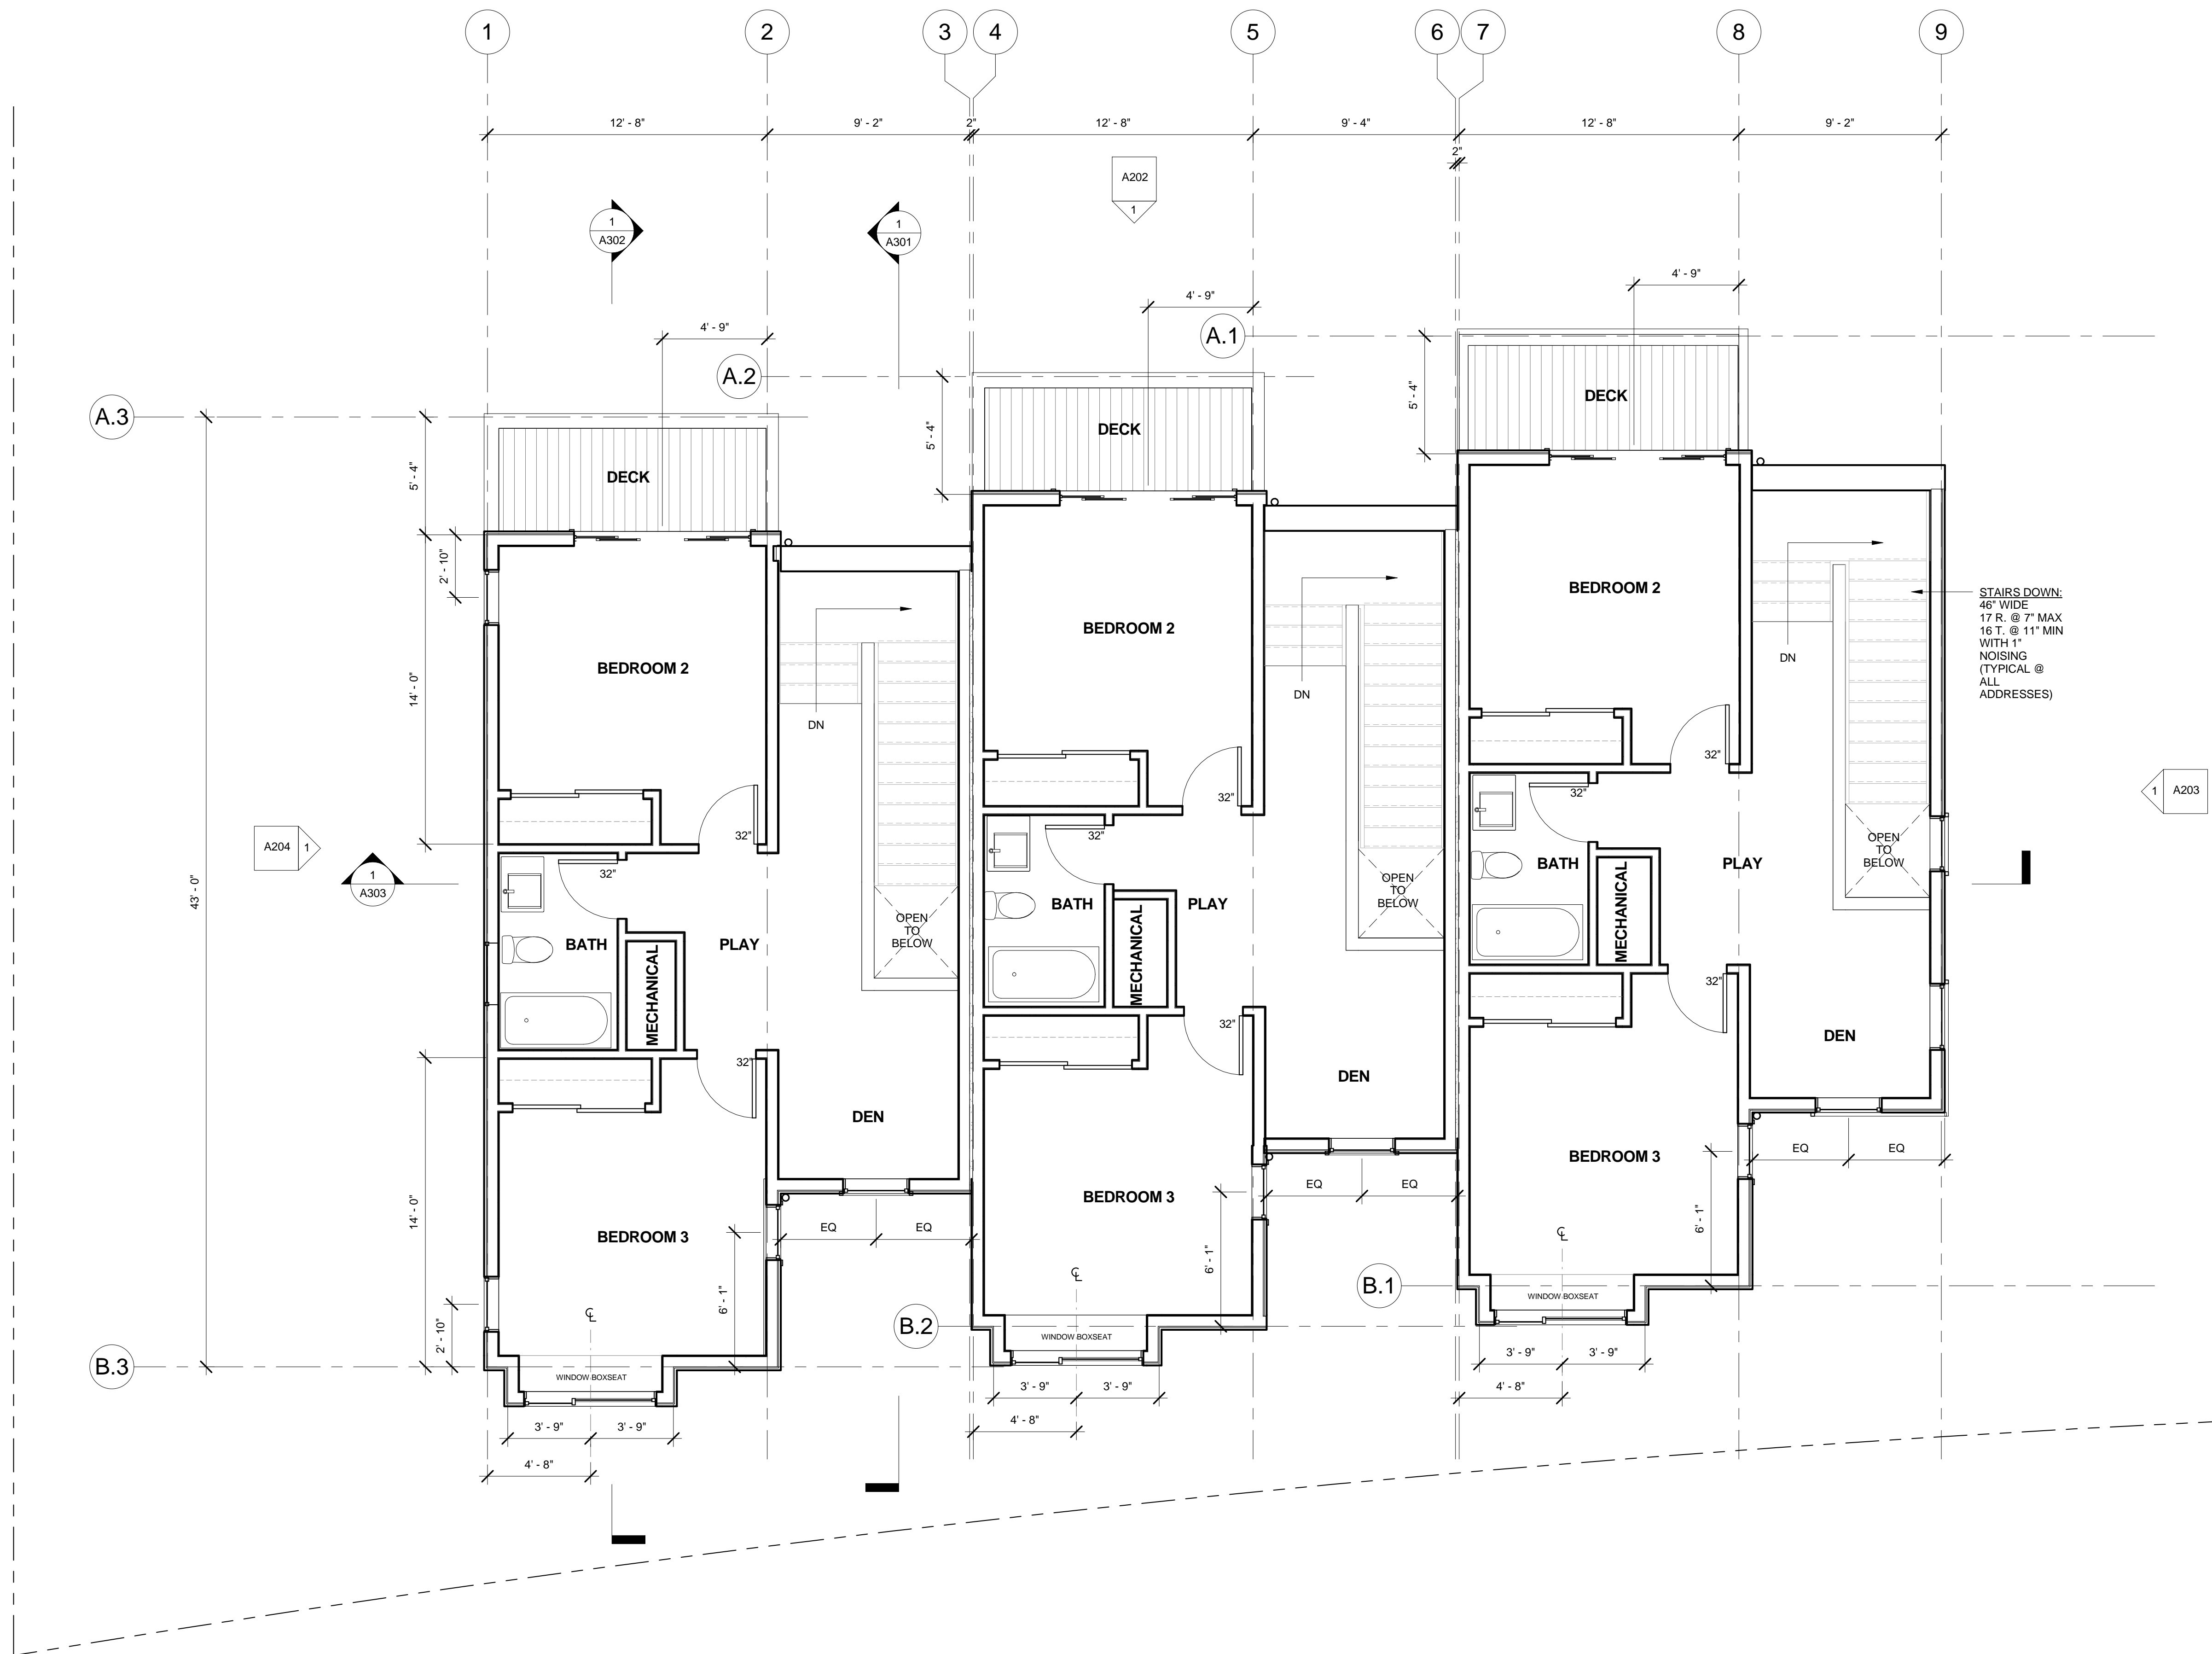 1
2
3
4
5
6
7
8
9
12' - 8"
9' - 2"
2"
12' - 8"
9' - 4"
2"
12' - 8"
9' - 2"
A202
1
1
A302
1
A301
4' - 9"
4' - 9"
4' - 9"
A.1
A.2
A.3
5' - 4"
5' - 4"
5' - 4"
DECK
DECK
DECK
2' - 10"
14' - 0"
43' - 0"
BEDROOM 2
BEDROOM 2
BEDROOM 2
DN
DN
DN
STAIRS DOWN:
46" WIDE
17 R. @ 7" MAX
16 T. @ 11" MIN
WITH 1"
NOISING
(TYPICAL @
ALL
ADDRESSES)
32"
32"
32"
32"
32"
32"
A204
1
1
A303
1
A203
BATH
BATH
BATH
MECHANICAL
MECHANICAL
MECHANICAL
PLAY
PLAY
PLAY
OPEN
TO
BELOW
OPEN
TO
BELOW
OPEN
TO
BELOW
32"
32"
32"
DEN
DEN
DEN
14' - 0"
2' - 10"
BEDROOM 3
BEDROOM 3
BEDROOM 3
EQ
EQ
EQ
EQ
EQ
EQ
6' - 1"
6' - 1"
6' - 1"
CL
CL
CL
B.1
B.2
B.3
WINDOW BOXSEAT
WINDOW BOXSEAT
WINDOW BOXSEAT
3' - 9"
3' - 9"
4' - 8"
3' - 9"
3' - 9"
4' - 8"
3' - 9"
3' - 9"
4' - 8"